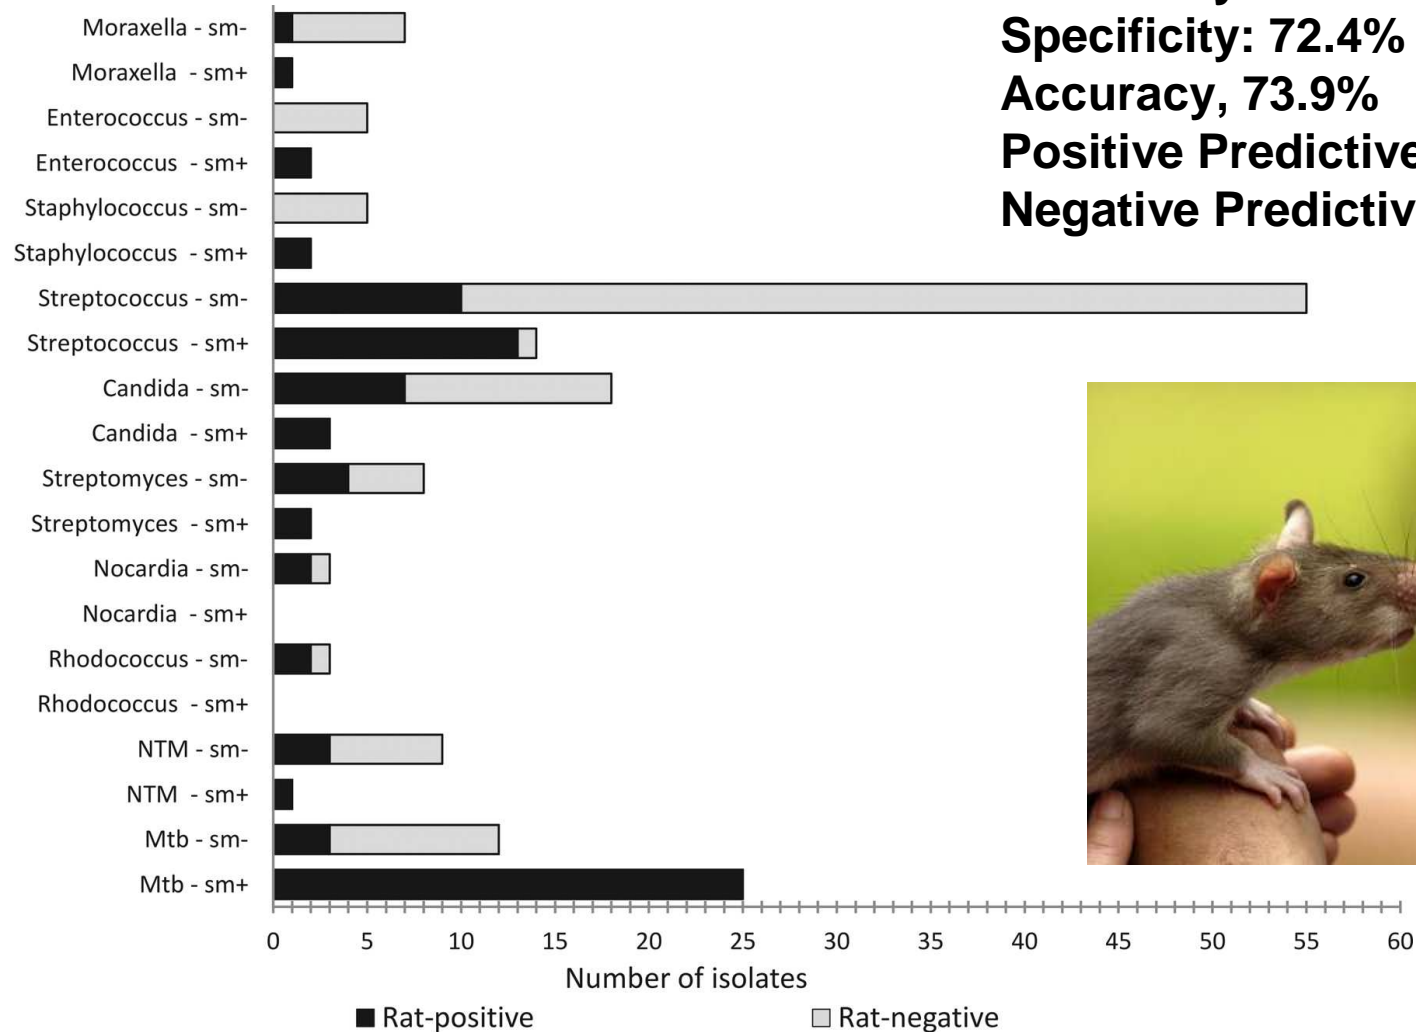 Specificity: 72.4%
Accuracy, 73.9%
Positive Predictive
Negative Predictiv
Moraxella - sm-
Moraxella - sm+
Enterococcus - sm-
Enterococcus - sm+
Staphylococcus - sm-
Staphylococcus - sm+
Streptococcus - sm-
Streptococcus - sm+
Candida - sm-
Candida - sm+
Streptomyces - sm-
Streptomyces - sm+
Nocardia - sm-
Nocardia - sm+
Rhodococcus - sm-
Rhodococcus - sm+
NTM - sm-
NTM - sm+
Mtb - sm-
Mtb - sm+
0 5 10 15 20 25 30 35 40 45 50 55 60
Number of isolates
Rat-positive Rat-negative